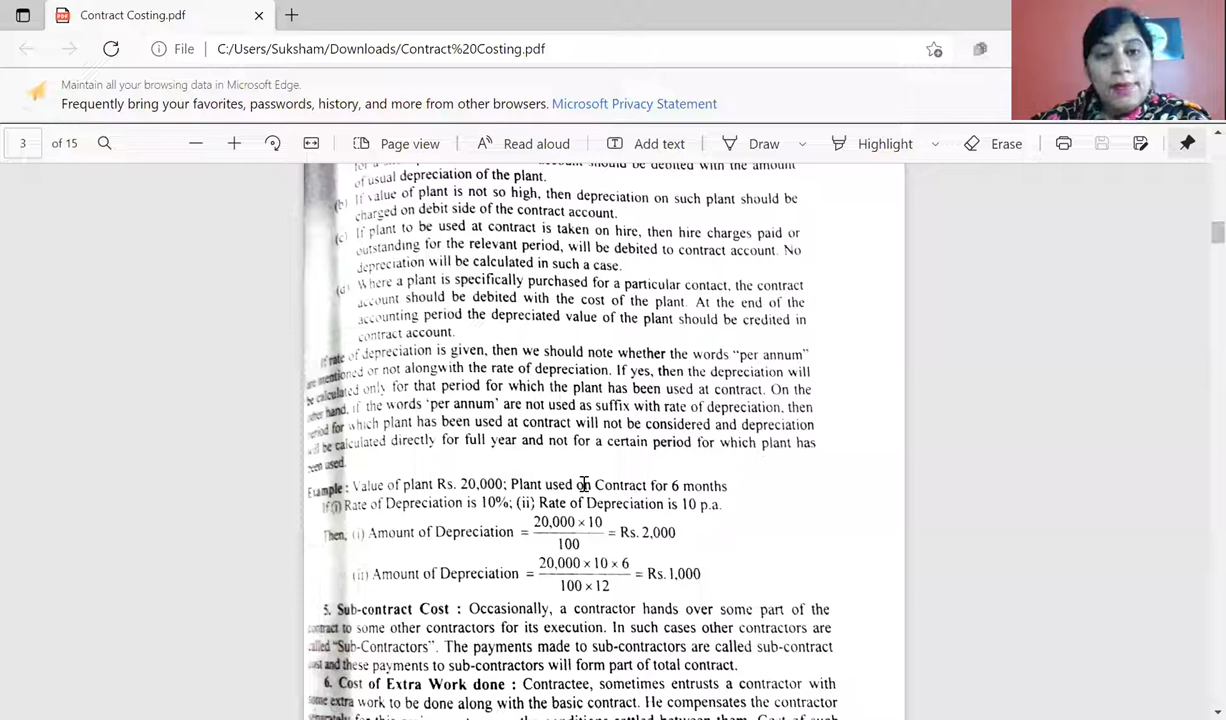 Contract Costing.pdf
File C:/Users/Suksham/Downloads/Contract%20Costing.pdf
Maintain all your browsing data in Microsoft Edge.
Frequently bring your favorites, passwords, history, and more from other browsers. Microsoft Privacy Statement
3 of 15 Page view Read aloud Add text Draw Highlight Erase
account should be debited with the amount
of usual depreciation of the plant.
(b) If value of plant is not so high, then depreciation on such plant should be
charged on debit side of the contract account.
(c) If plant to be used at contract is taken on hire, then hire charges paid or
outstanding for the relevant period, will be debited to contract account. No
depreciation will be calculated in such a case.
(d) Where a plant is specifically purchased for a particular contact, the contract
account should be debited with the cost of the plant. At the end of the
accounting period the depreciated value of the plant should be credited in
contract account.
If rate of depreciation is given, then we should note whether the words "per annum"
are mentioned or not alongwith the rate of depreciation. If yes, then the depreciation will
be calculated only for that period for which the plant has been used at contract. On the
other hand, if the words 'per annum' are not used as suffix with rate of depreciation, then
period for which plant has been used at contract will not be considered and depreciation
will be calculated directly for full year and not for a certain period for which plant has
been used.
Example : Value of plant Rs. 20,000; Plant used on Contract for 6 months
If (i) Rate of Depreciation is 10%; (ii) Rate of Depreciation is 10 p.a.
Then, (i) Amount of Depreciation = 20,000 × 10 / 100 = Rs. 2,000
(ii) Amount of Depreciation = 20,000 × 10 × 6 / 100 × 12 = Rs. 1,000
5. Sub-contract Cost : Occasionally, a contractor hands over some part of the
contract to some other contractors for its execution. In such cases other contractors are
called "Sub-Contractors". The payments made to sub-contractors are called sub-contract
cost and these payments to sub-contractors will form part of total contract.
6. Cost of Extra Work done : Contractee, sometimes entrusts a contractor with
some extra work to be done along with the basic contract. He compensates the contractor